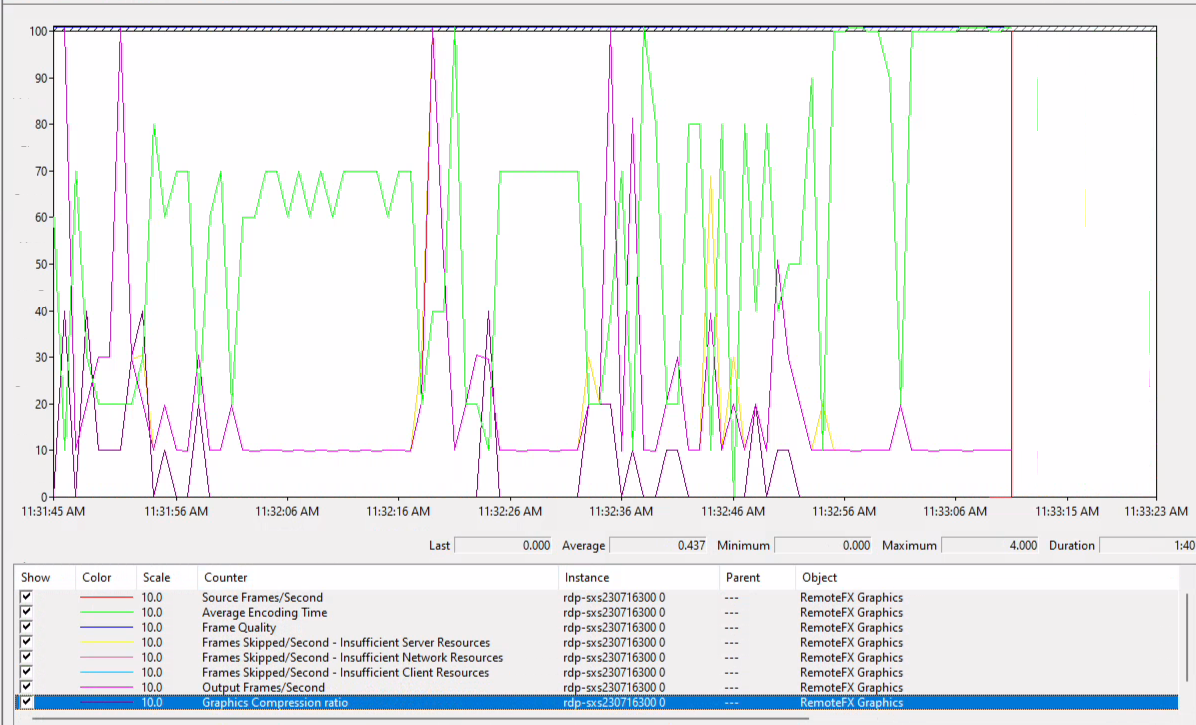 100
90
80
70
60
50
40
30
20
10
0
11:31:45 AM 11:31:56 AM 11:32:06 AM 11:32:16 AM 11:32:26 AM 11:32:36 AM 11:32:46 AM 11:32:56 AM 11:33:06 AM 11:33:15 AM 11:33:23 AM
Last 0.000 Average 0.437 Minimum 0.000 Maximum 4.000 Duration 1:40
Show Color Scale Counter Instance Parent Object
10.0 Source Frames/Second rdp-sxs230716300 0 --- RemoteFX Graphics
10.0 Average Encoding Time rdp-sxs230716300 0 --- RemoteFX Graphics
10.0 Frame Quality rdp-sxs230716300 0 --- RemoteFX Graphics
10.0 Frames Skipped/Second - Insufficient Server Resources rdp-sxs230716300 0 --- RemoteFX Graphics
10.0 Frames Skipped/Second - Insufficient Network Resources rdp-sxs230716300 0 --- RemoteFX Graphics
10.0 Frames Skipped/Second - Insufficient Client Resources rdp-sxs230716300 0 --- RemoteFX Graphics
10.0 Output Frames/Second rdp-sxs230716300 0 --- RemoteFX Graphics
10.0 Graphics Compression ratio rdp-sxs230716300 0 --- RemoteFX Graphics